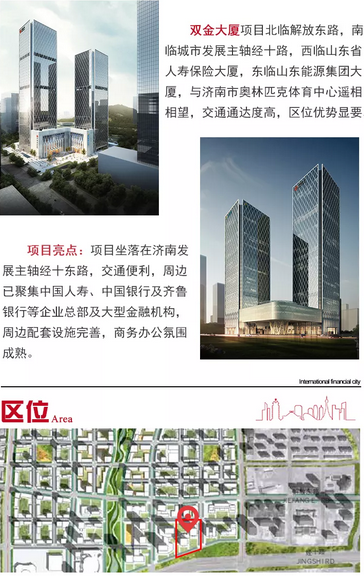 双金大厦项目北临解放东路，南
临城市发展主轴经十路，西临山东省
人寿保险大厦，东临山东能源集团大
厦，与济南市奥林匹克体育中心遥相
相望，交通通达度高，区位优势显要
项目亮点：项目坐落在济南发
展主轴经十东路，交通便利，周边
已聚集中国人寿、中国银行及齐鲁
银行等企业总部及大型金融机构，
周边配套设施完善，商务办公氛围
成熟。
International financial city
区位 Area
JINGSHI RD